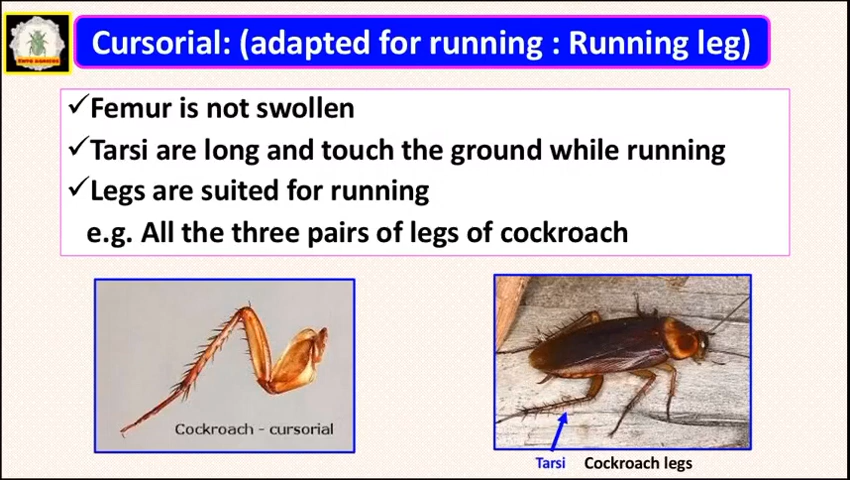 Cursorial: (adapted for running : Running leg)
✓Femur is not swollen
✓Tarsi are long and touch the ground while running
✓Legs are suited for running
e.g. All the three pairs of legs of cockroach
Cockroach - cursorial
Tarsi Cockroach legs